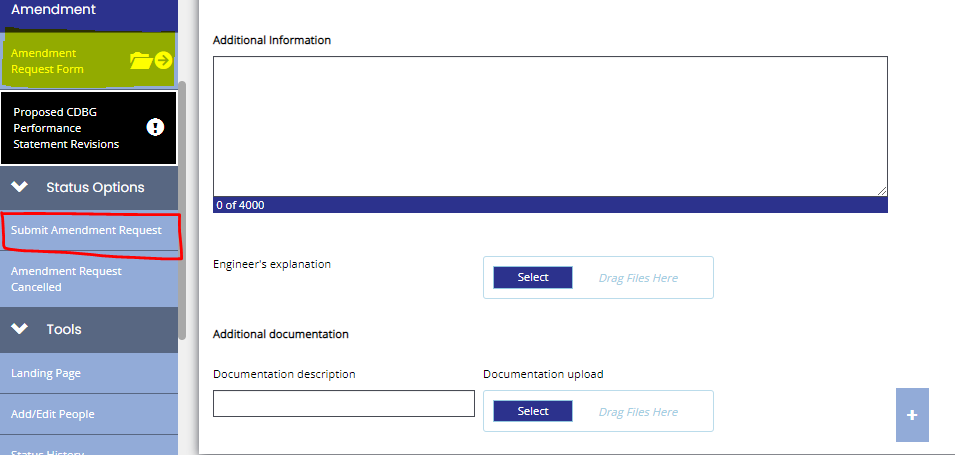 Amendment
Amendment
Request Form
Proposed CDBG
Performance
Statement Revisions
Status Options
Submit Amendment Request
Amendment Request
Cancelled
Tools
Landing Page
Add/Edit People
Status History
Additional Information
0 of 4000
Engineer's explanation
Select
Drag Files Here
Additional documentation
Documentation description
Documentation upload
Select
Drag Files Here
+